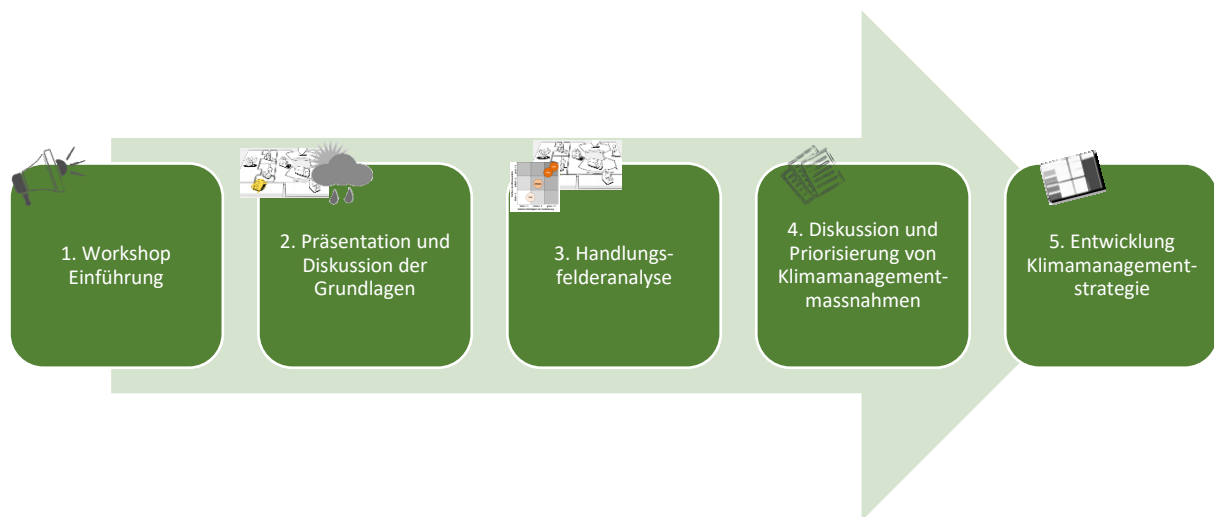 1. Workshop
Einführung
2. Präsentation und
Diskussion der
Grundlagen
3. Handlungs-
felderanalyse
4. Diskussion und
Priorisierung von
Klimamanagement-
massnahmen
5. Entwicklung
Klimamanagement-
strategie